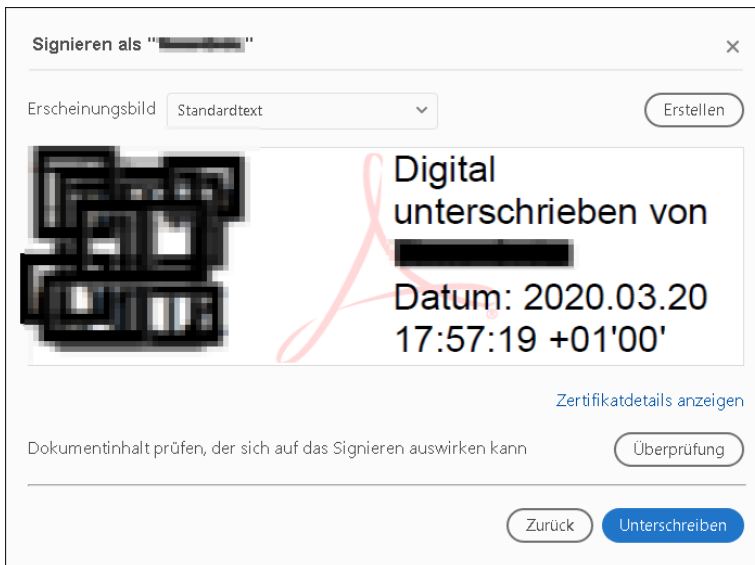 Signieren als " "
Erscheinungsbild Standardtext Erstellen
Digital
unterschrieben von
Datum: 2020.03.20
17:57:19 +01'00'
Zertifikatdetails anzeigen
Dokumentinhalt prüfen, der sich auf das Signieren auswirken kann Überprüfung
Zurück Unterschreiben